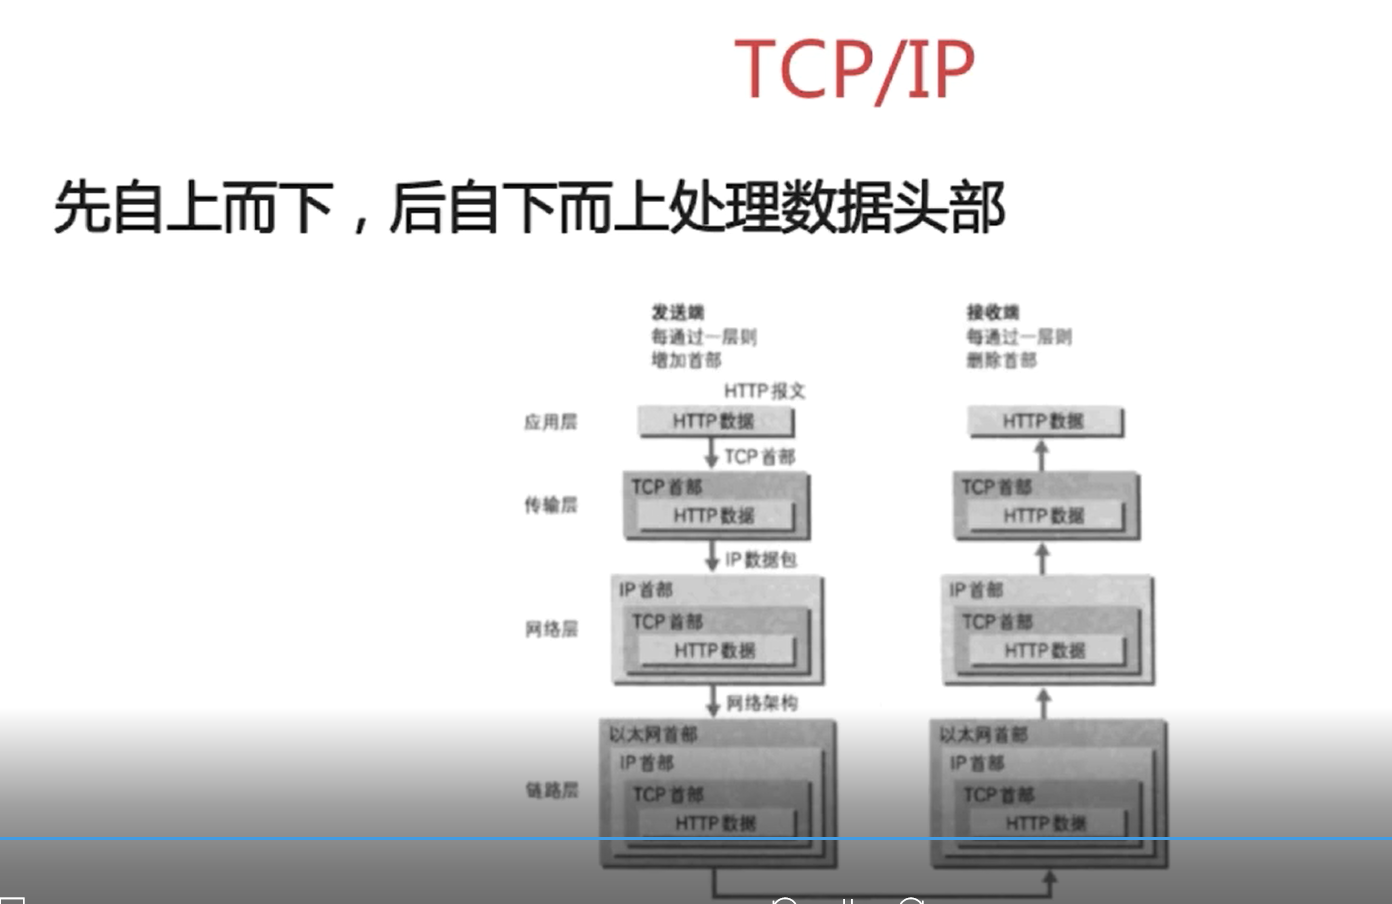 TCP/IP
先自上而下，后自下而上处理数据头部
发送端
每通过一层则
增加首部
接收端
每通过一层则
删除首部
HTTP报文
应用层
HTTP数据
HTTP数据
TCP首部
传输层
TCP首部
HTTP数据
TCP首部
HTTP数据
IP数据包
网络层
IP首部
TCP首部
HTTP数据
IP首部
TCP首部
HTTP数据
网络架构
链路层
以太网首部
IP首部
TCP首部
HTTP数据
以太网首部
IP首部
TCP首部
HTTP数据